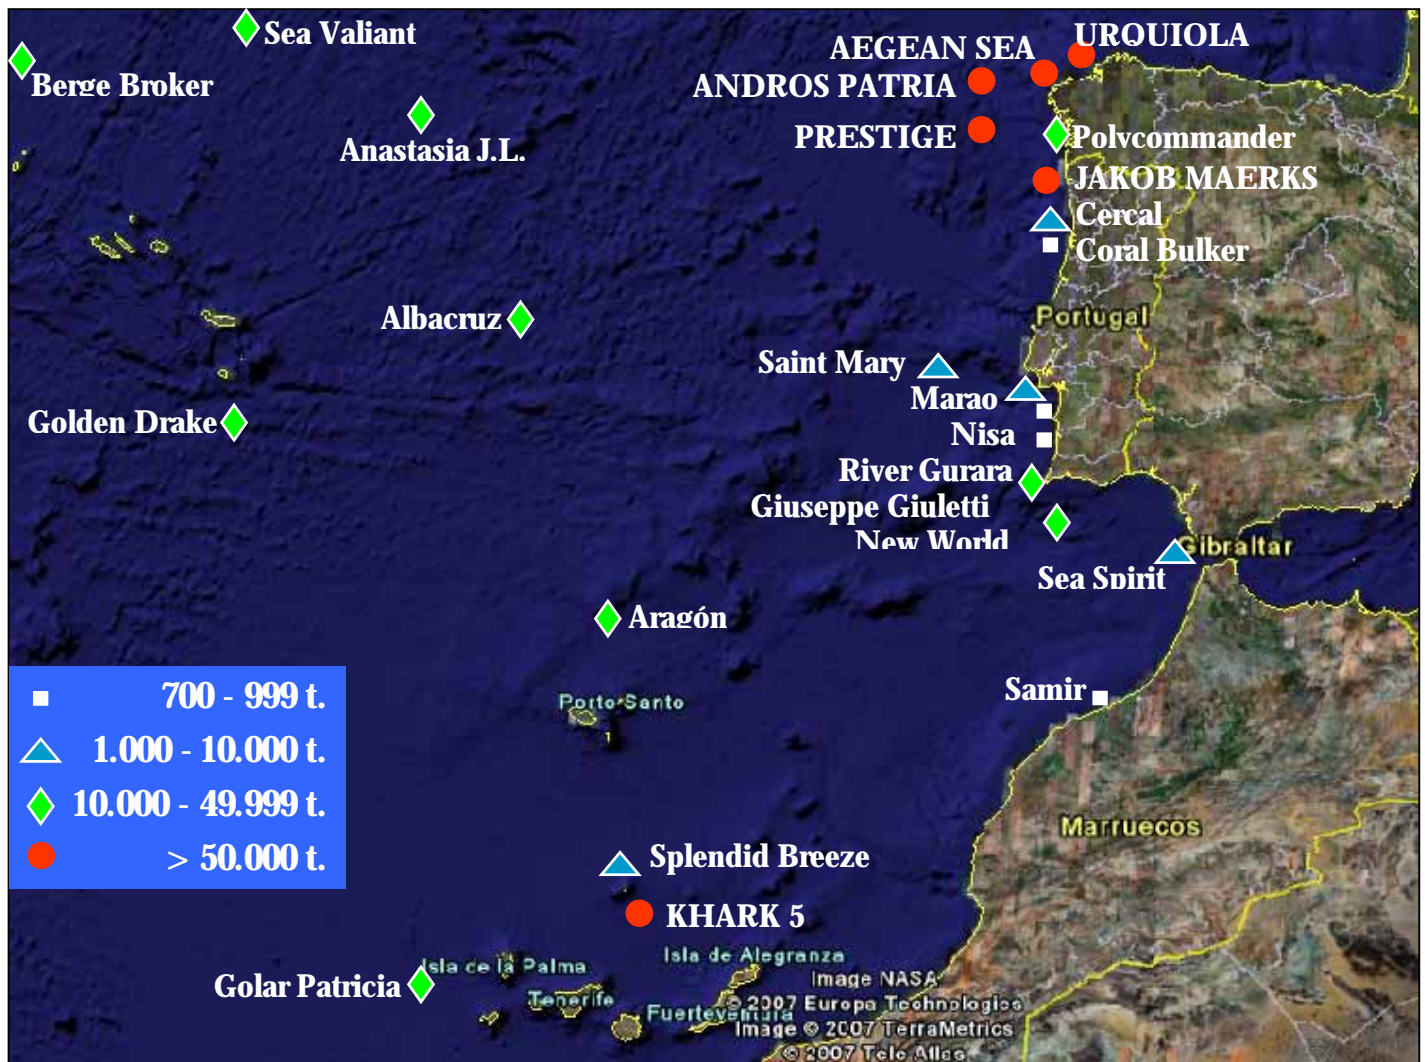 Sea Valiant
Berge Broker
Anastasia J.L.
URQUIOLA
AEGEAN SEA
ANDROS PATRIA
PRESTIGE
Polycommander
JAKOB MAERKS
Cercal
Coral Bulker
Portugal
Albacruz
Saint Mary
Marao
Nisa
Golden Drake
River Gurara
Giuseppe Giuletti
New World
Gibraltar
Sea Spirit
Aragón
Samir
Porto Santo
700 - 999 t.
1.000 - 10.000 t.
10.000 - 49.999 t.
> 50.000 t.
Marruecos
Splendid Breeze
KHARK 5
Golar Patricia
Isla de la Palma
Tenerife
Isla de Alegranza
Fuerteventura
Image NASA
© 2007 Europa Technologies
Image © 2007 TerraMetrics
© 2007 Tele Atlas